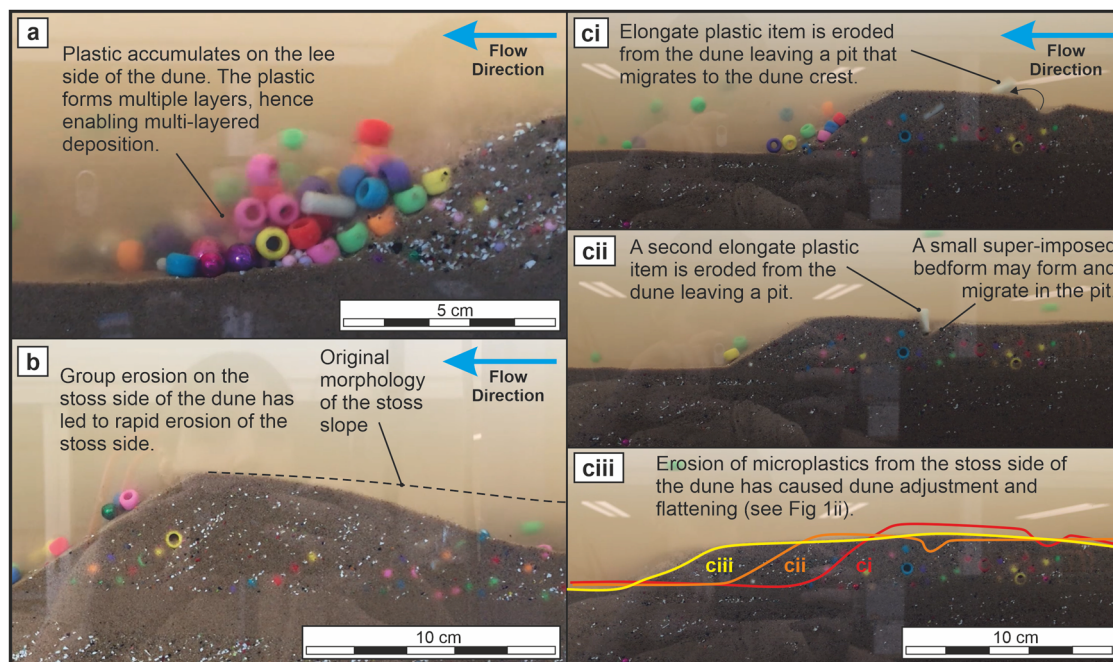 a
Flow
Direction
Plastic accumulates on the lee
side of the dune. The plastic
forms multiple layers, hence
enabling multi-layered
deposition.
5 cm
b
Flow
Direction
Group erosion on the
stoss side of the dune has
led to rapid erosion of the
stoss side.
Original
morphology
of the stoss
slope
10 cm
ci
Elongate plastic item is eroded
from the dune leaving a pit that
migrates to the dune crest.
Flow
Direction
cii
A second elongate plastic
item is eroded from the
dune leaving a pit.
A small super-imposed
bedform may form and
migrate in the pit
ciii
Erosion of microplastics from the stoss side of
the dune has caused dune adjustment and
flattening (see Fig 1ii).
ciii
cii
ci
10 cm